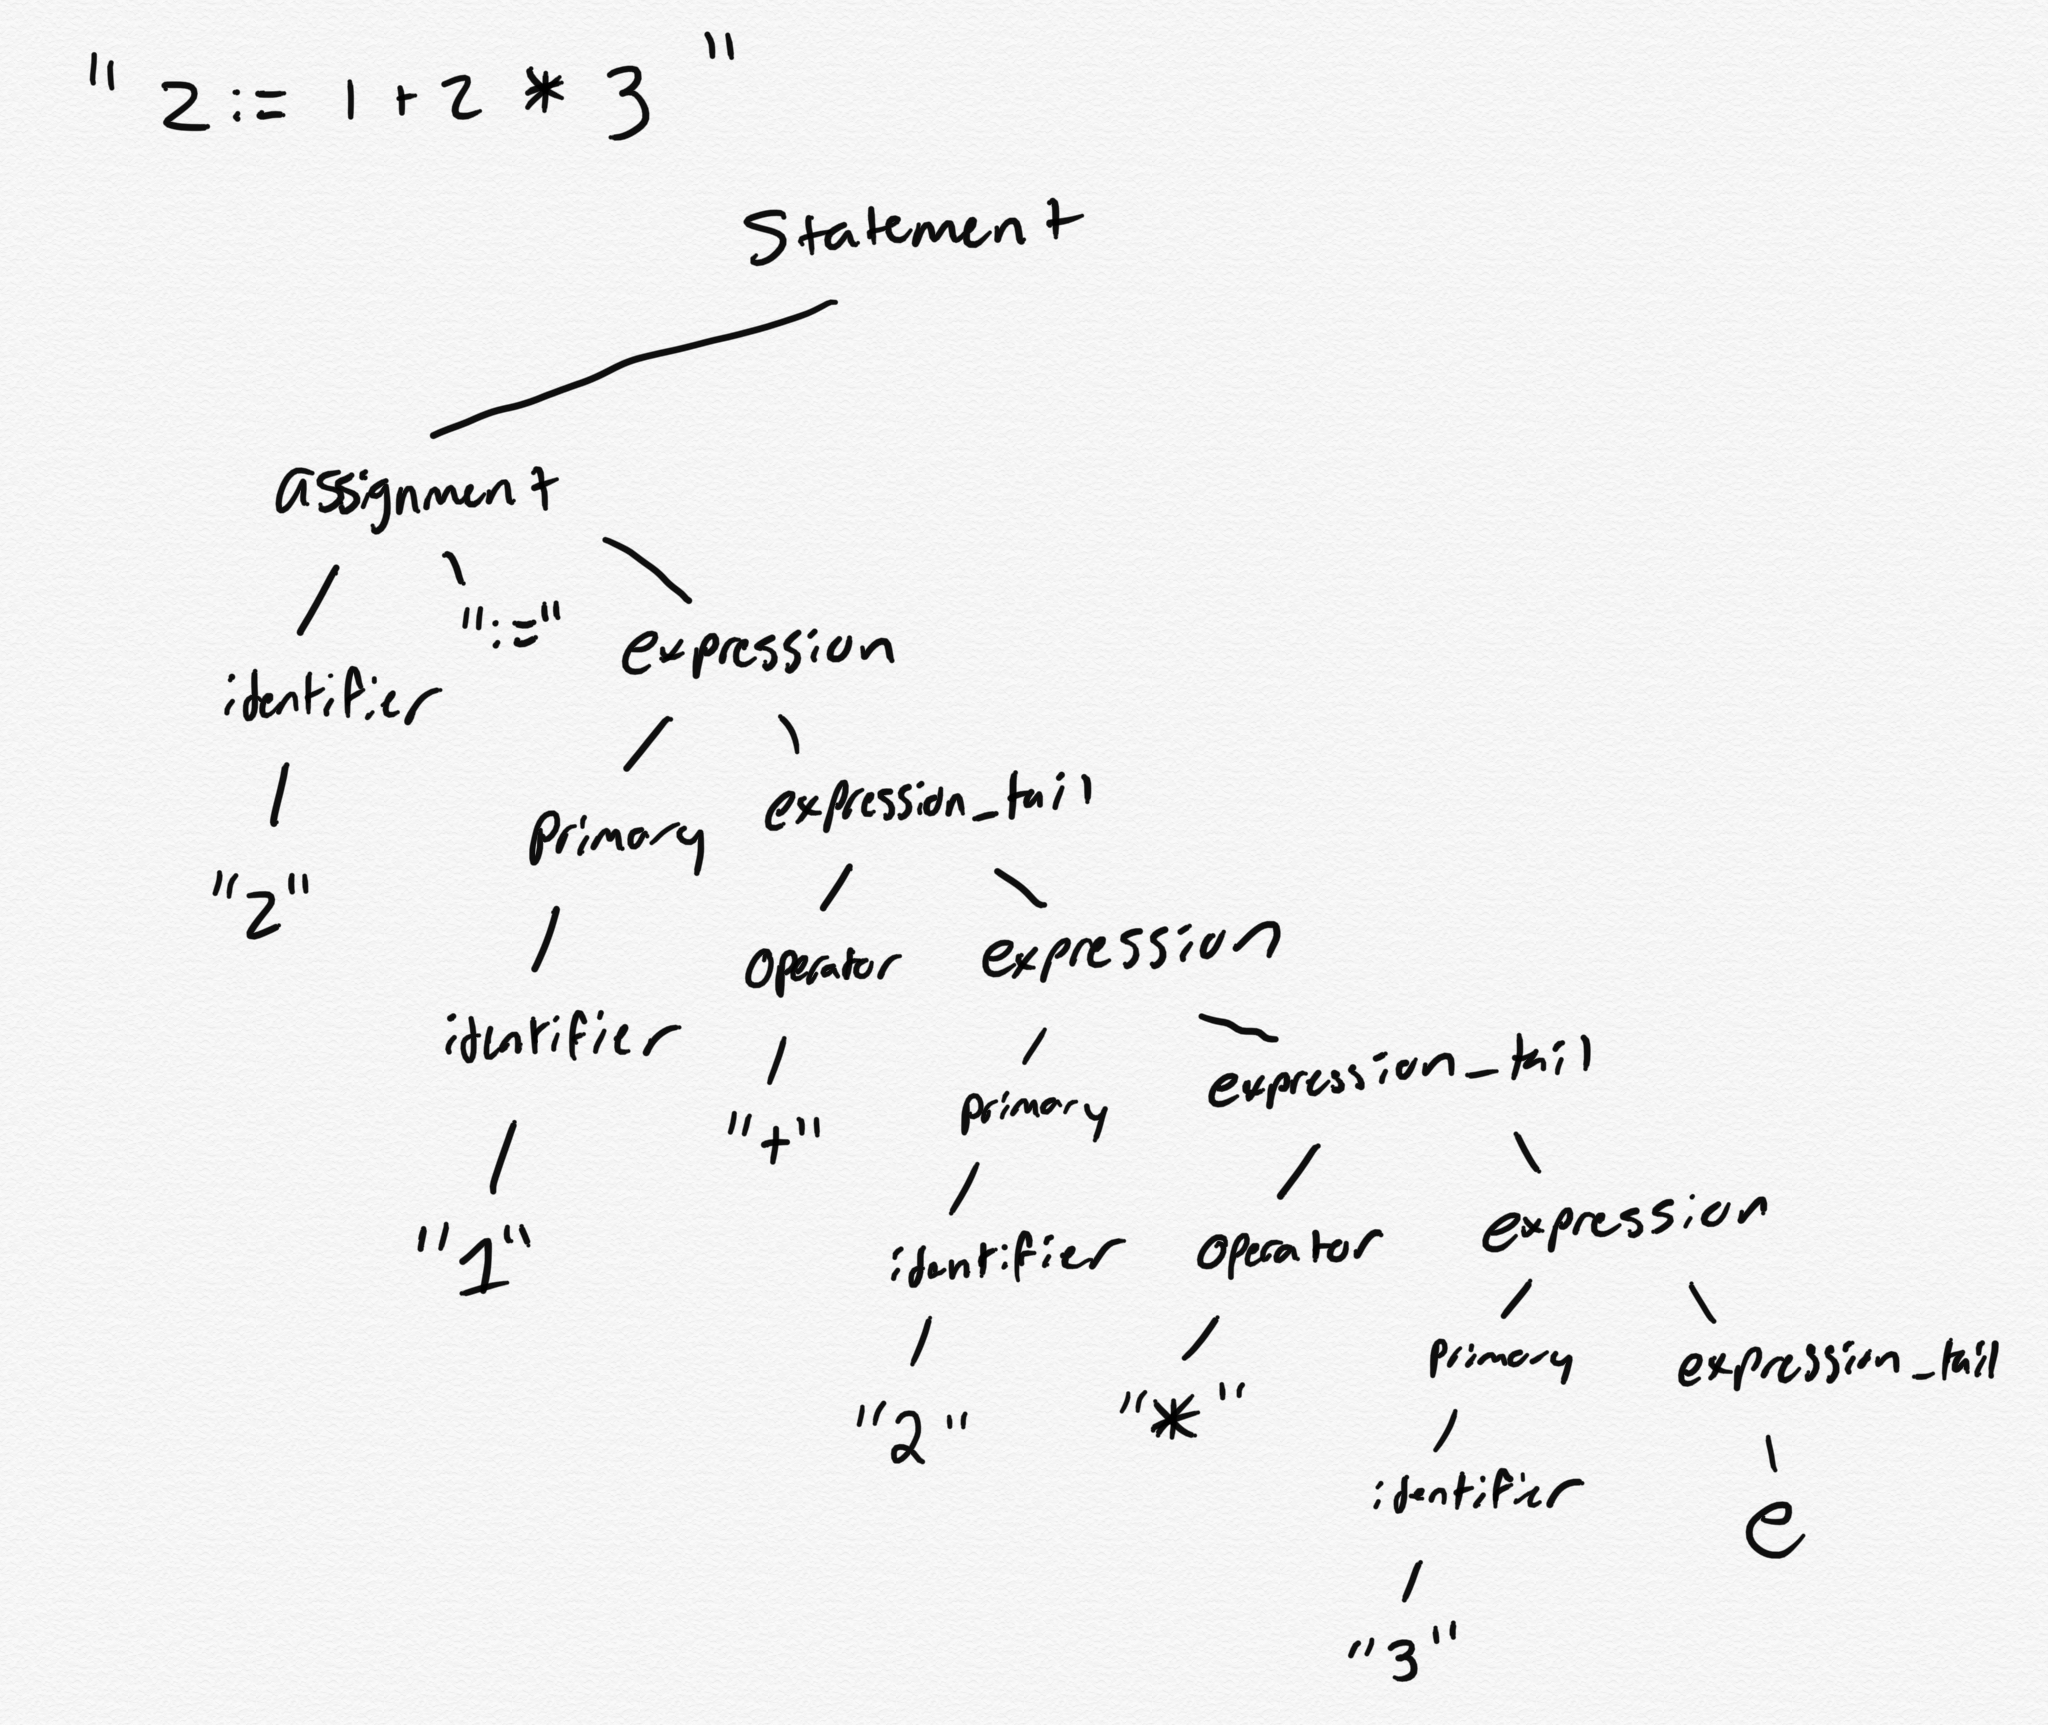 "2 := 1 + 2 * 3"
Statement
assignment
":="
expression
identifier
primary
expression_tail
"2"
operator
expression
identifier
"+"
primary
expression_tail
"1"
identifier
operator
expression
"2"
"*"
primary
expression_tail
identifier
e
"3"